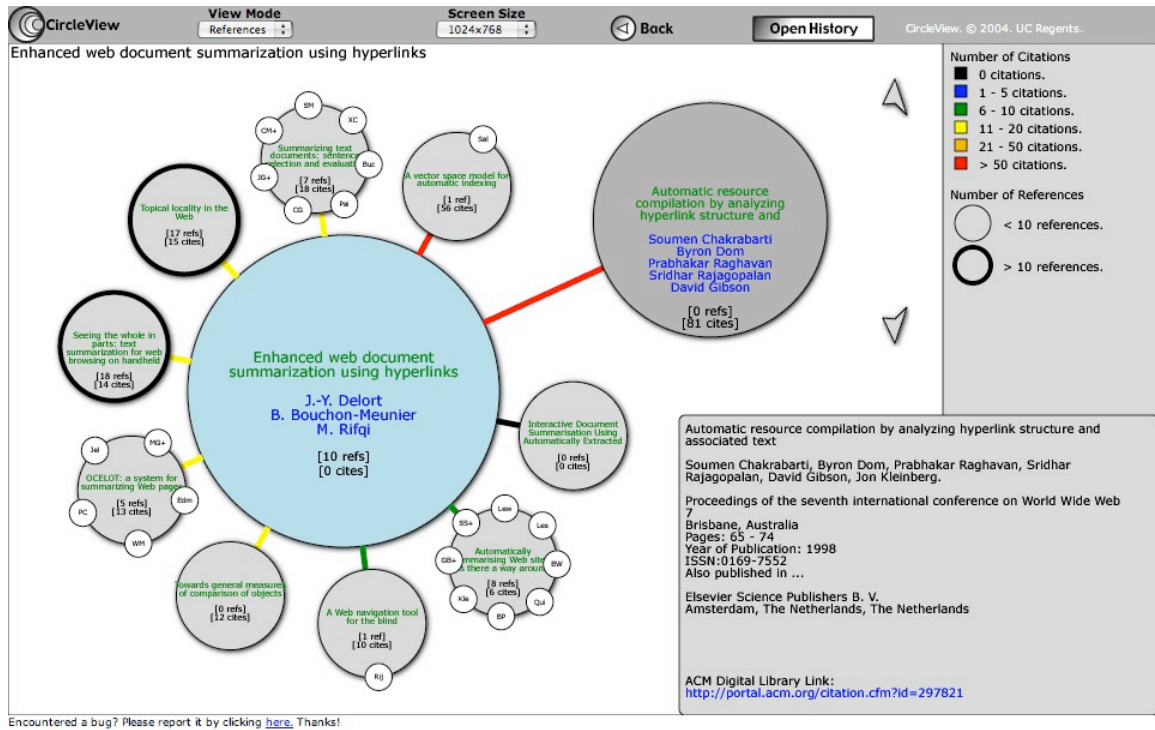 CircleView
View Mode
References
Screen Size
1024x768
Back
Open History
CircleView. © 2004. UC Regents.
Enhanced web document summarization using hyperlinks
Number of Citations
0 citations.
1 - 5 citations.
6 - 10 citations.
11 - 20 citations.
21 - 50 citations.
> 50 citations.
Number of References
< 10 references.
> 10 references.
SM
XC
CM+
Buc
JG+
Pai
CG
Summarizing text
documents: sentence
election and evaluatio
[7 refs]
[18 cites]
Sal
A vector space model for
automatic indexing
[1 ref]
[56 cites]
Automatic resource
compilation by analyzing
hyperlink structure and
Soumen Chakrabarti
Byron Dom
Prabhakar Raghavan
Sridhar Rajagopalan
David Gibson
[0 refs]
[81 cites]
Topical locality in the
Web
[17 refs]
[15 cites]
Seeing the whole in
parts: text
summarization for web
browsing on handheld
[18 refs]
[14 cites]
Enhanced web document
summarization using hyperlinks
J.-Y. Delort
B. Bouchon-Meunier
M. Rifqi
[10 refs]
[0 cites]
Interactive Document
Summarisation Using
Automatically Extracted
[0 refs]
[0 cites]
Jel
MG+
Edm
PC
WM
OCELOT: a system for
summarizing Web pages
[5 refs]
[13 cites]
Towards general measures
of comparison of objects
[0 refs]
[12 cites]
A Web navigation tool
for the blind
[1 ref]
[10 cites]
Rij
Lew
SS+
Les
GB+
BW
Kle
Qui
BP
Automatically
mmarising Web site
s there a way aroun
[8 refs]
[6 cites]
Automatic resource compilation by analyzing hyperlink structure and
associated text
Soumen Chakrabarti, Byron Dom, Prabhakar Raghavan, Sridhar
Rajagopalan, David Gibson, Jon Kleinberg.
Proceedings of the seventh international conference on World Wide Web
7
Brisbane, Australia
Pages: 65 - 74
Year of Publication: 1998
ISSN:0169-7552
Also published in ...
Elsevier Science Publishers B. V.
Amsterdam, The Netherlands, The Netherlands
ACM Digital Library Link:
http://portal.acm.org/citation.cfm?id=297821
Encountered a bug? Please report it by clicking here. Thanks!